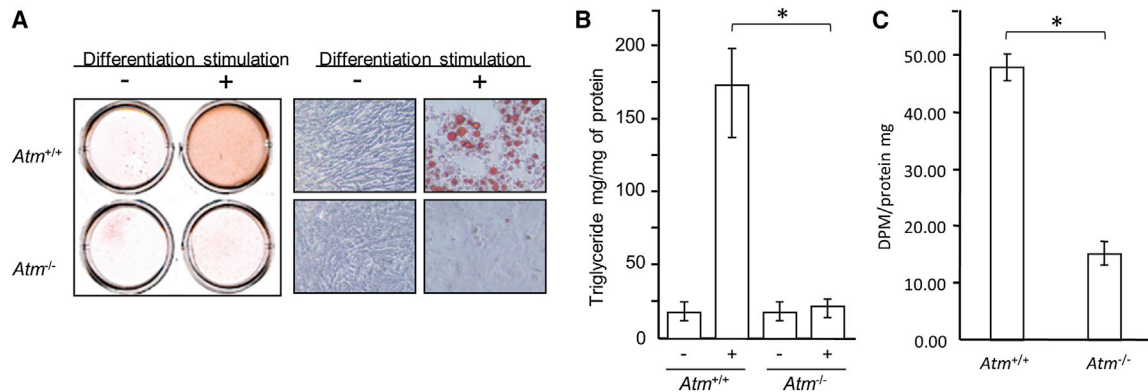 A
Differentiation stimulation
- +
Differentiation stimulation
- +
Atm+/+
Atm-/-
B
Triglyceride mg/mg of protein
200
150
100
50
0
*
- + - +
Atm+/+ Atm-/-
C
DPM/protein mg
50.00
40.00
30.00
20.00
10.00
0.00
*
Atm+/+ Atm-/-